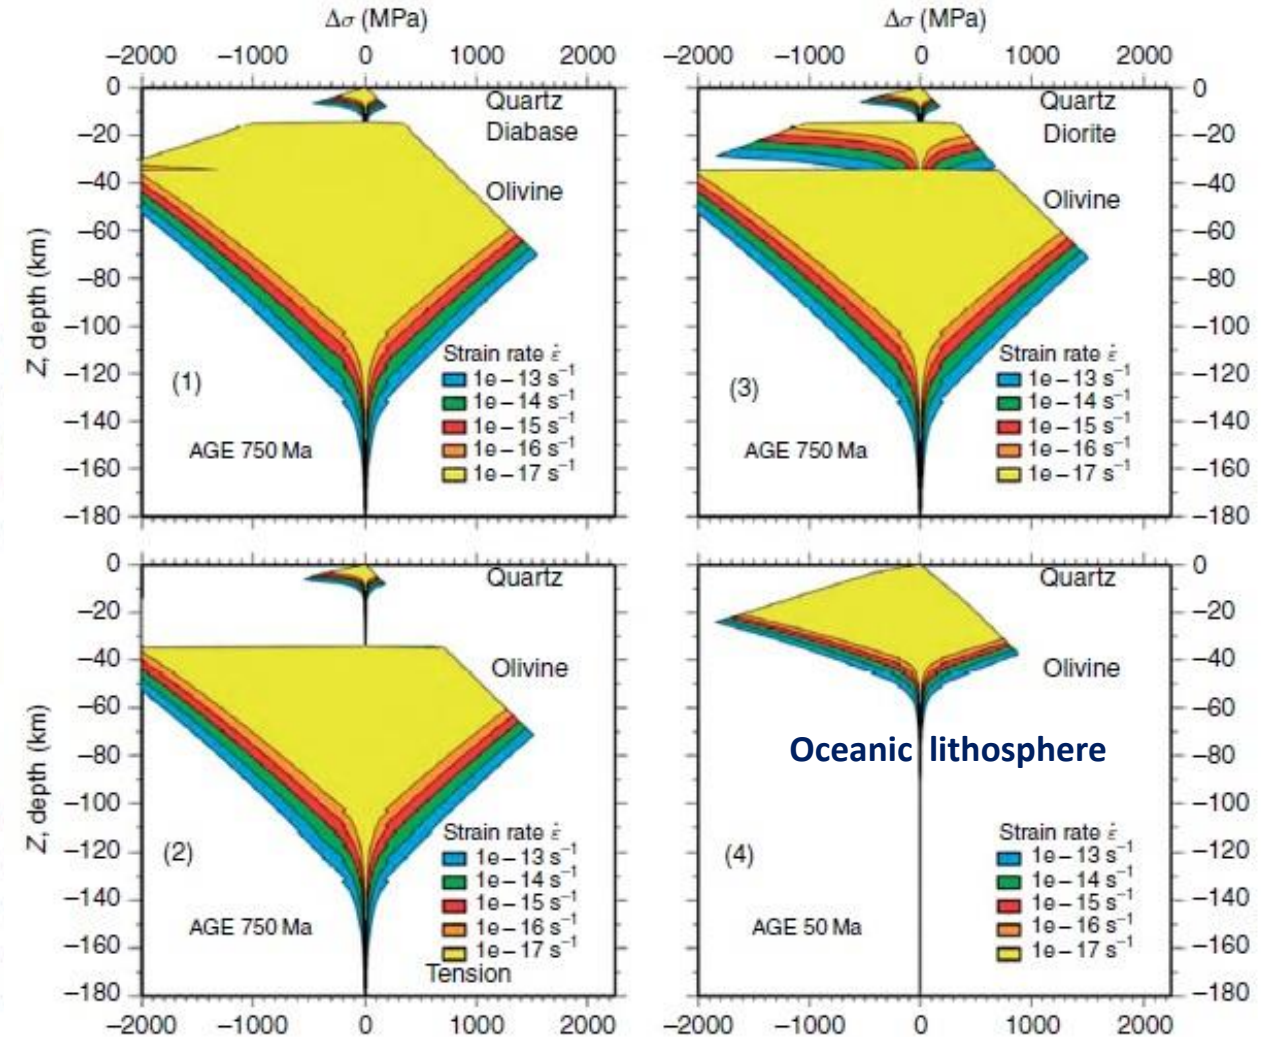 Δσ (MPa)
−2000 −1000 0 1000 2000
0
−20
−40
−60
−80
−100
−120
−140
−160
−180
Z, depth (km)
Quartz
Diabase
Olivine
(1)
AGE 750 Ma
Strain rate ε̇
1e−13 s⁻¹
1e−14 s⁻¹
1e−15 s⁻¹
1e−16 s⁻¹
1e−17 s⁻¹
Δσ (MPa)
−2000 −1000 0 1000 2000
0
−20
−40
−60
−80
−100
−120
−140
−160
−180
Quartz
Diorite
Olivine
(3)
AGE 750 Ma
Strain rate ε̇
1e−13 s⁻¹
1e−14 s⁻¹
1e−15 s⁻¹
1e−16 s⁻¹
1e−17 s⁻¹
0
−20
−40
−60
−80
−100
−120
−140
−160
−180
Z, depth (km)
Quartz
Olivine
(2)
AGE 750 Ma
Strain rate ε̇
1e−13 s⁻¹
1e−14 s⁻¹
1e−15 s⁻¹
1e−16 s⁻¹
1e−17 s⁻¹
Tension
−2000 −1000 0 1000 2000
0
−20
−40
−60
−80
−100
−120
−140
−160
−180
Quartz
Olivine
Oceanic lithosphere
(4)
AGE 50 Ma
Strain rate ε̇
1e−13 s⁻¹
1e−14 s⁻¹
1e−15 s⁻¹
1e−16 s⁻¹
1e−17 s⁻¹
−2000 −1000 0 1000 2000